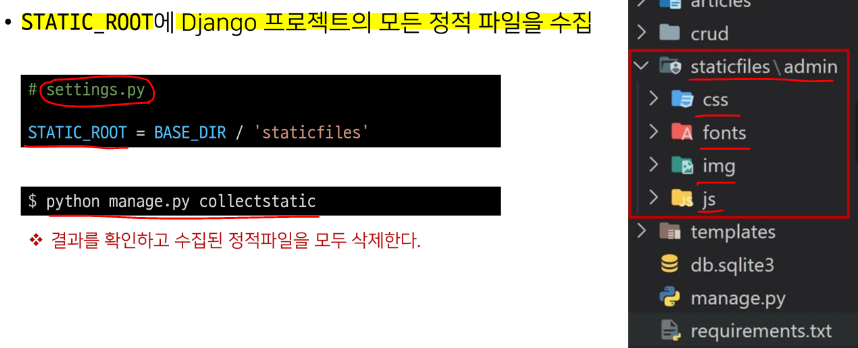 • STATIC_ROOT에 Django 프로젝트의 모든 정적 파일을 수집
# settings.py
STATIC_ROOT = BASE_DIR / 'staticfiles'
$ python manage.py collectstatic
❖ 결과를 확인하고 수집된 정적파일을 모두 삭제한다.
articles
crud
staticfiles\admin
css
fonts
img
js
templates
db.sqlite3
manage.py
requirements.txt